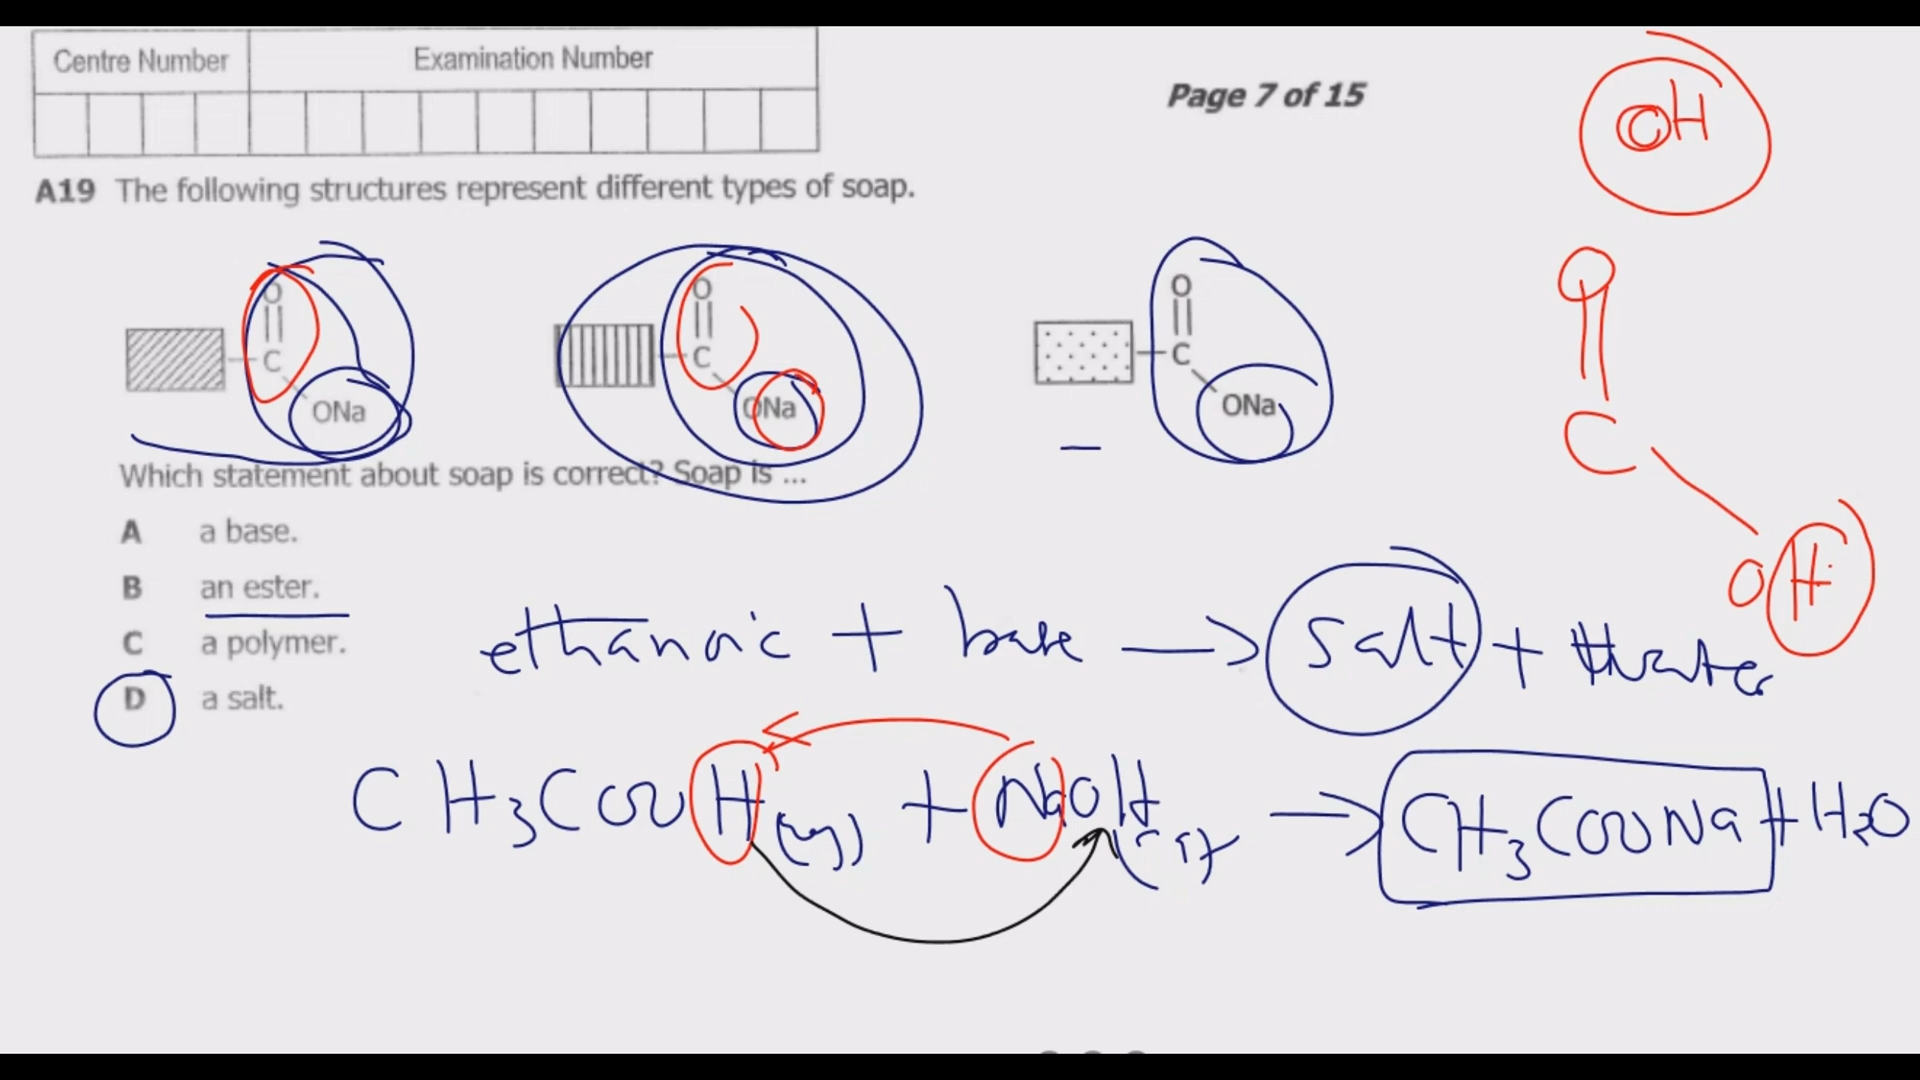 Centre Number Examination Number
Page 7 of 15
OH
A19 The following structures represent different types of soap.
O O O O
C C C C
ONa ONa ONa OH
Which statement about soap is correct? Soap is ...
A a base.
B an ester.
C a polymer.
D a salt.
ethanoic + base → salt + water
CH3COOH(aq) + NaOH → CH3COONa + H2O